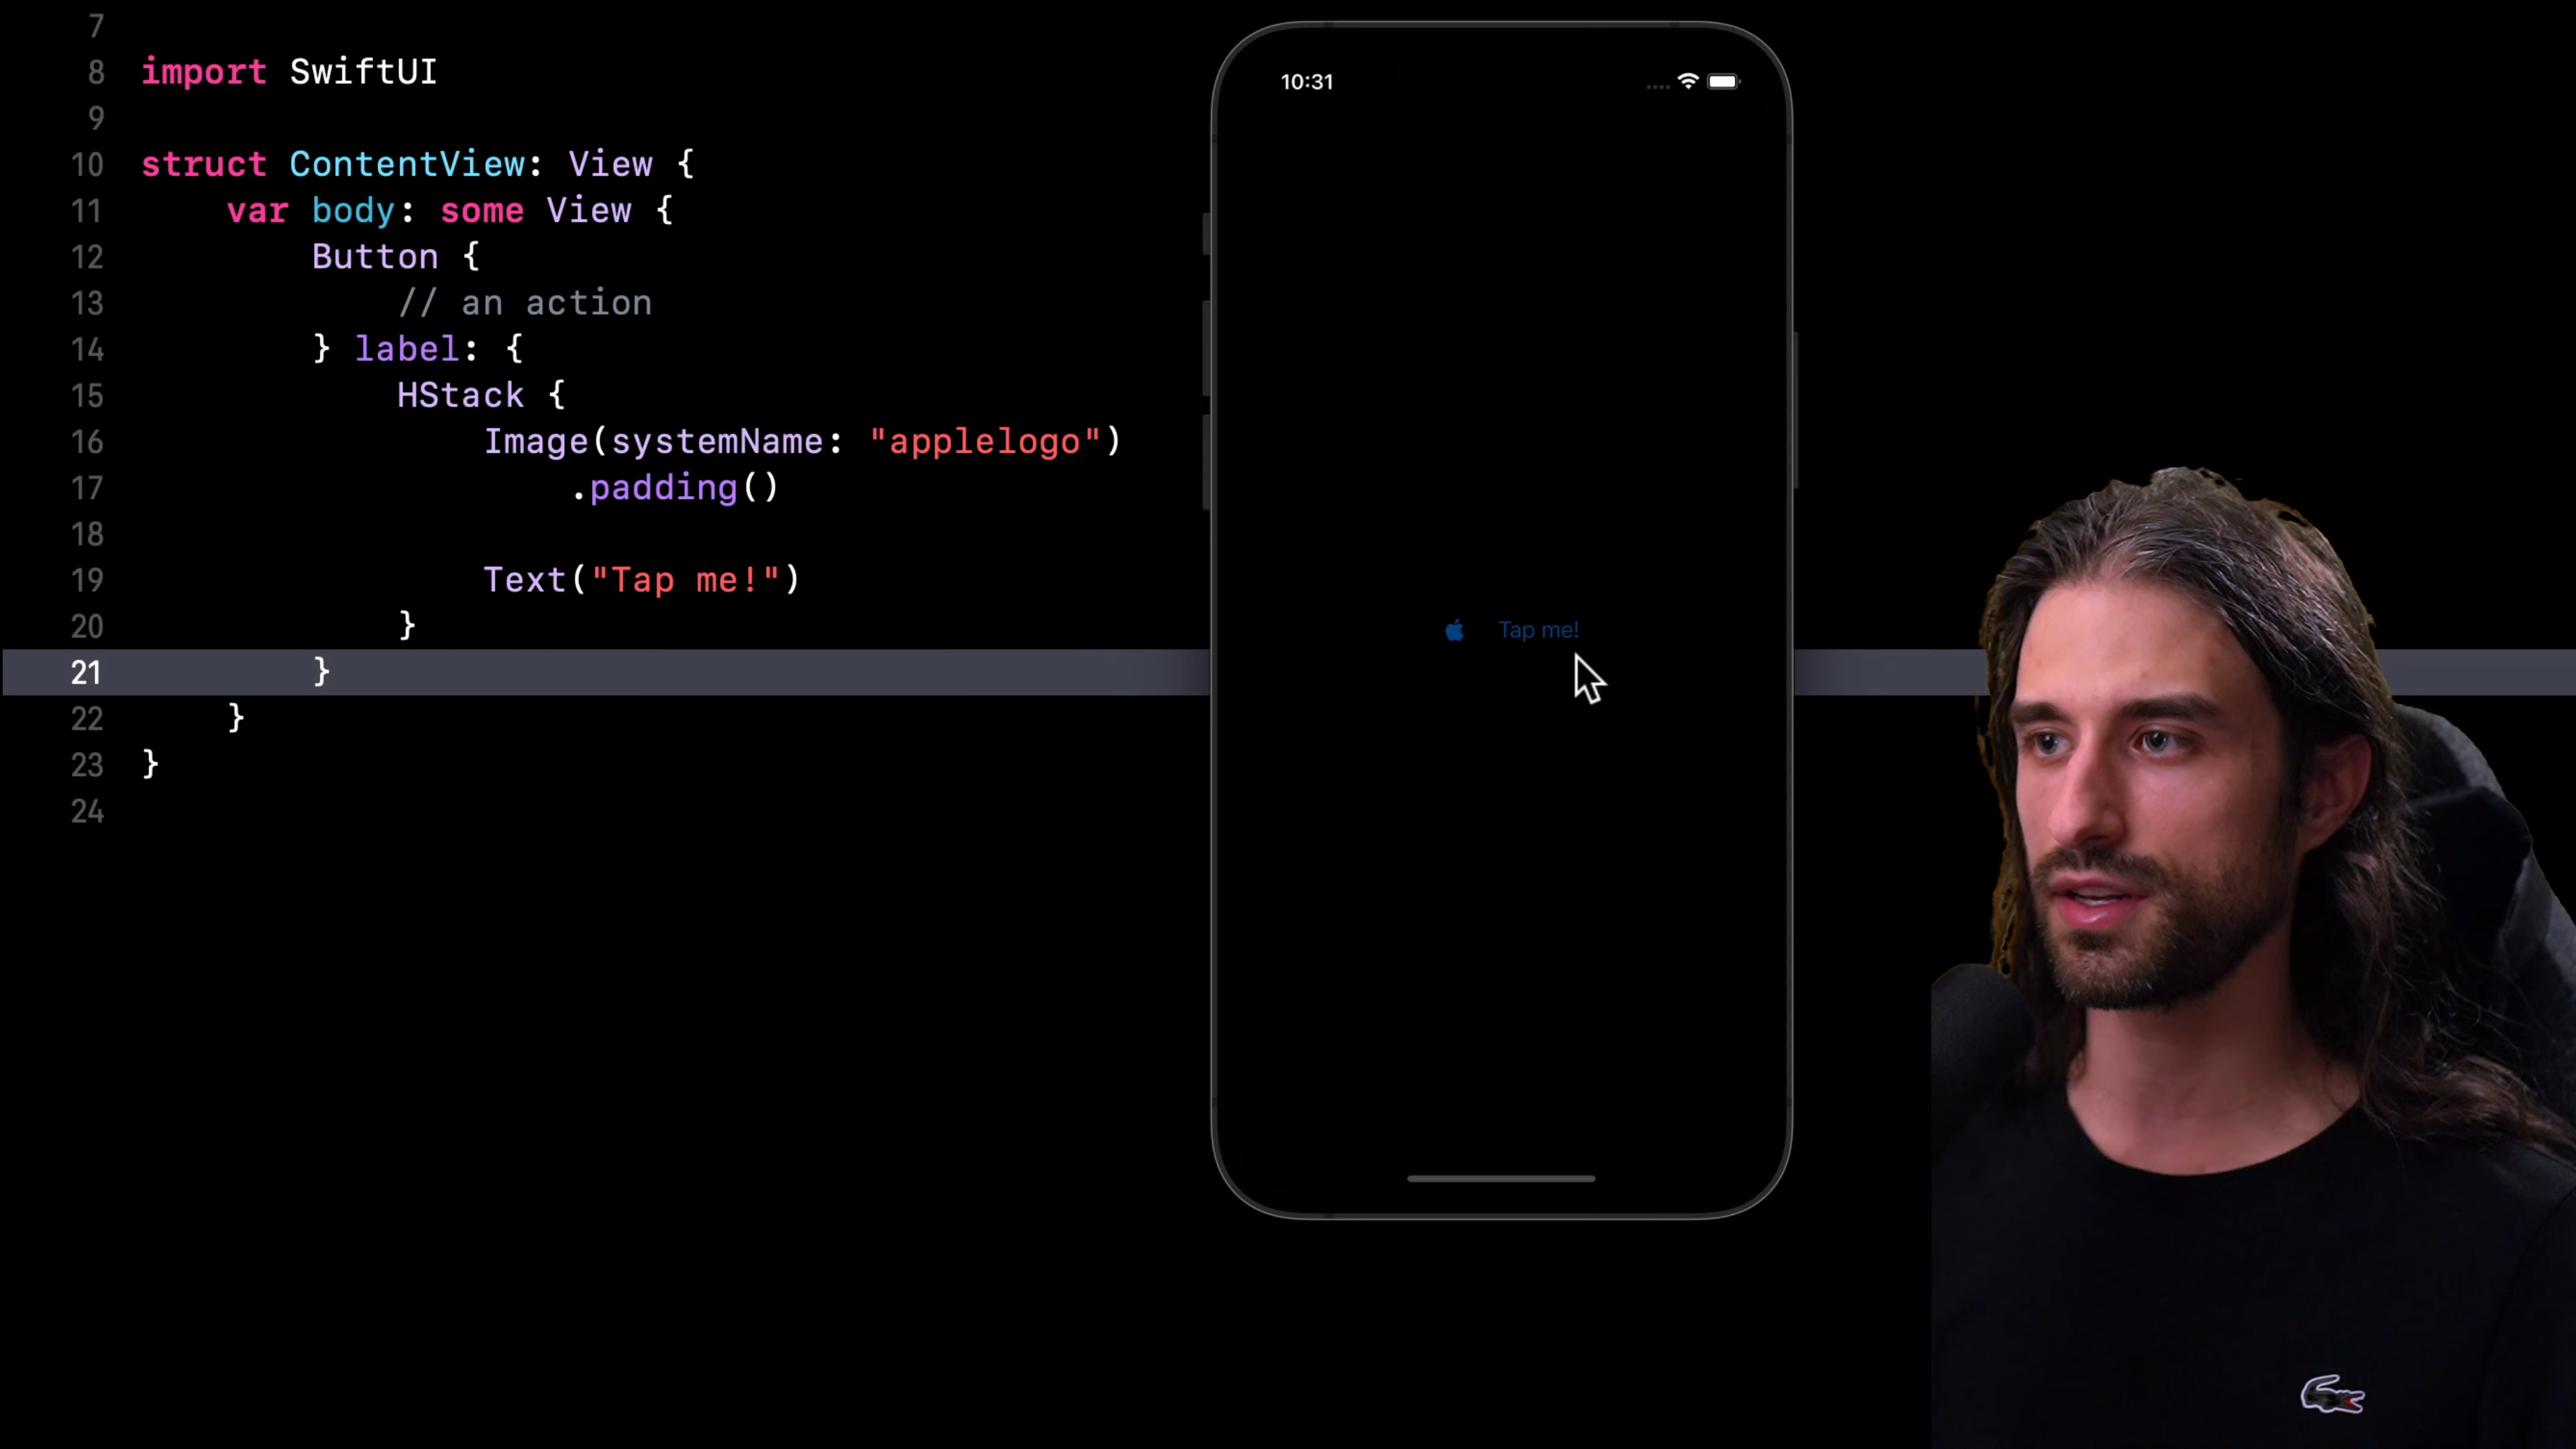 7
8 import SwiftUI
9
10 struct ContentView: View {
11 var body: some View {
12 Button {
13 // an action
14 } label: {
15 HStack {
16 Image(systemName: "applelogo")
17 .padding()
18
19 Text("Tap me!")
20 }
21 }
22 }
23 }
24
10:31
Tap me!